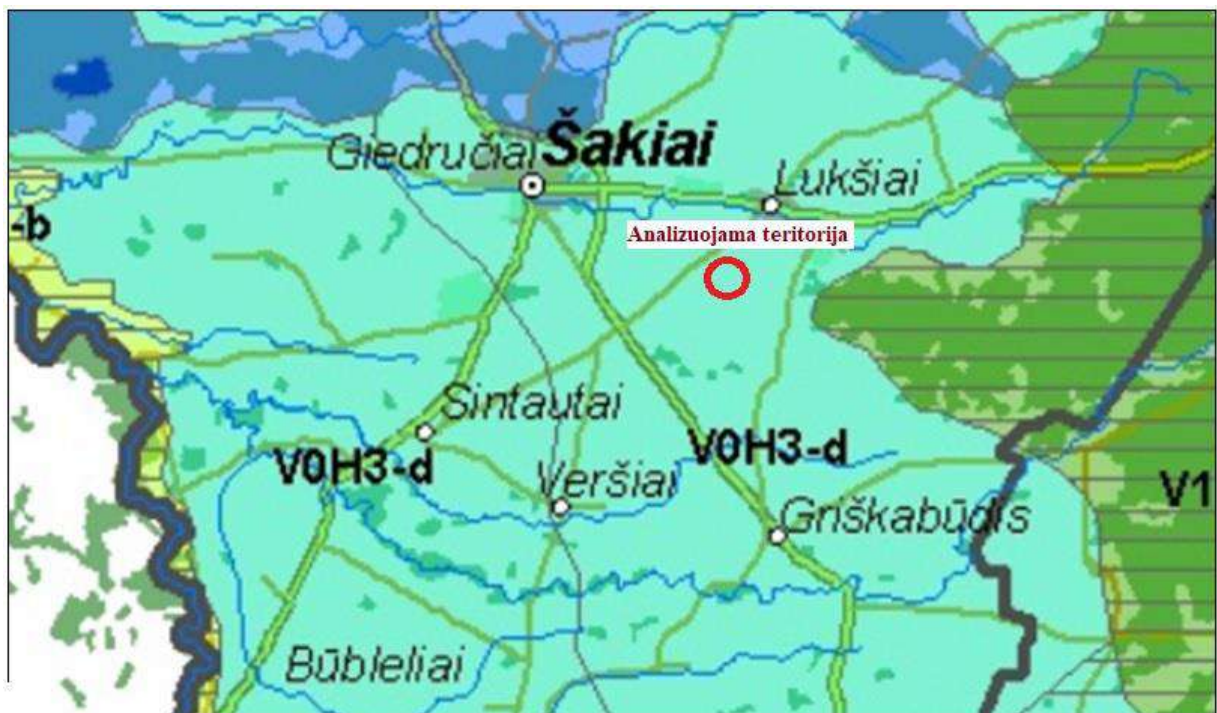 Giedručiai
Šakiai
Lukšiai
-b
Analizuojama teritorija
Sintautai
V0H3-d
V0H3-d
Veršiai
V1
Griškabūdis
Būbleliai